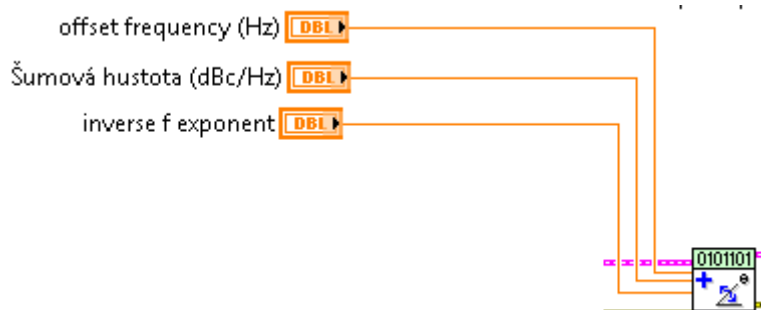 offset frequency (Hz) DBL
Šumová hustota (dBc/Hz) DBL
inverse f exponent DBL
0101101
+ θ